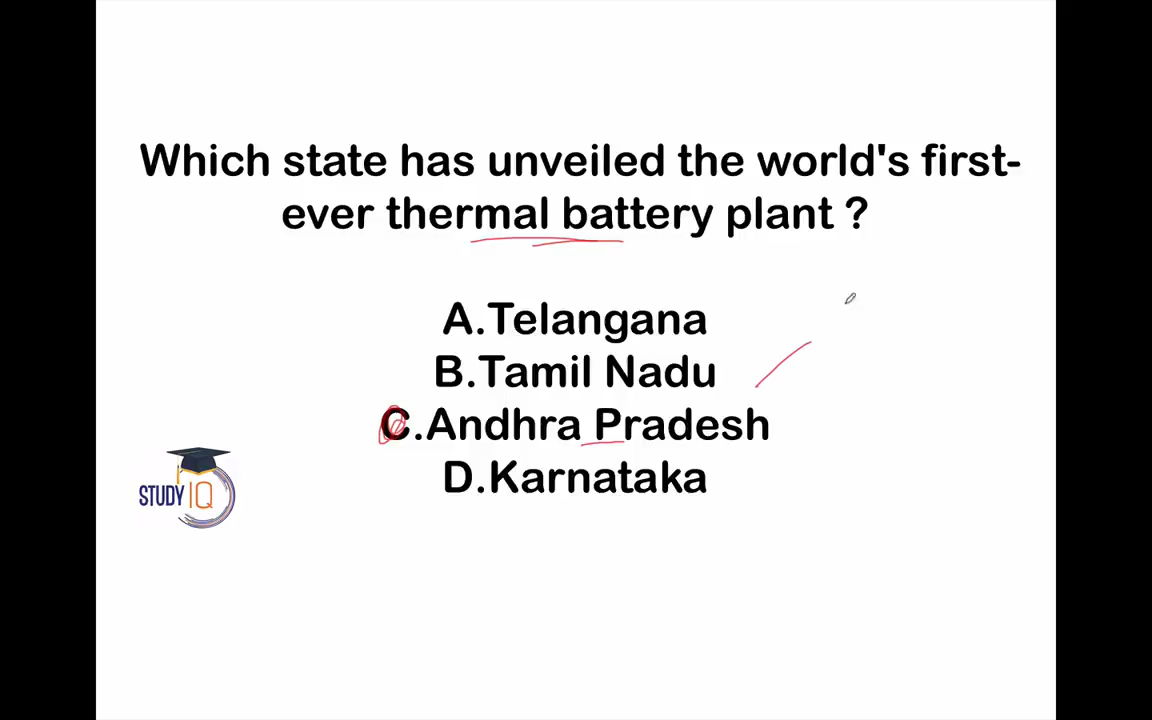 Which state has unveiled the world's first-
ever thermal battery plant ?
A.Telangana
B.Tamil Nadu
C.Andhra Pradesh
D.Karnataka
STUDY IQ